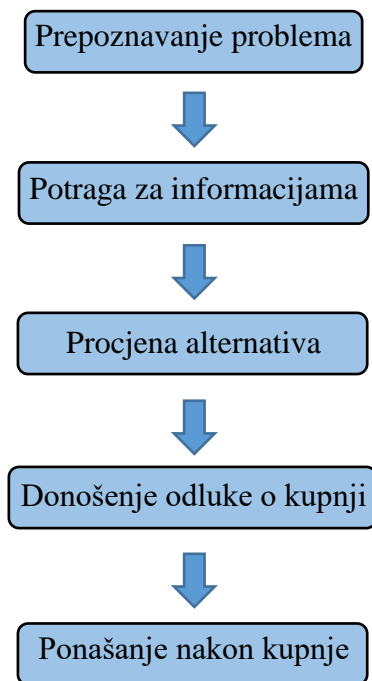 Prepoznavanje problema
Potraga za informacijama
Procjena alternativa
Donošenje odluke o kupnji
Ponašanje nakon kupnje